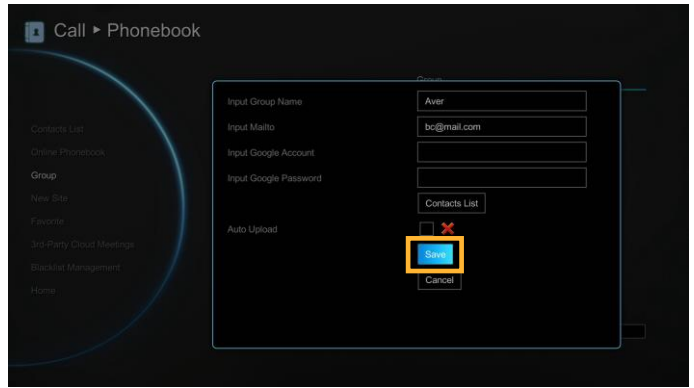 Call ▸ Phonebook
Group
Input Group Name
Aver
Input Mailto
bc@mail.com
Input Google Account
Input Google Password
Contacts List
Auto Upload
Save
Cancel
Contacts List
Online Phonebook
Group
New Site
Favorite
3rd-Party Cloud Meetings
Blacklist Management
Home